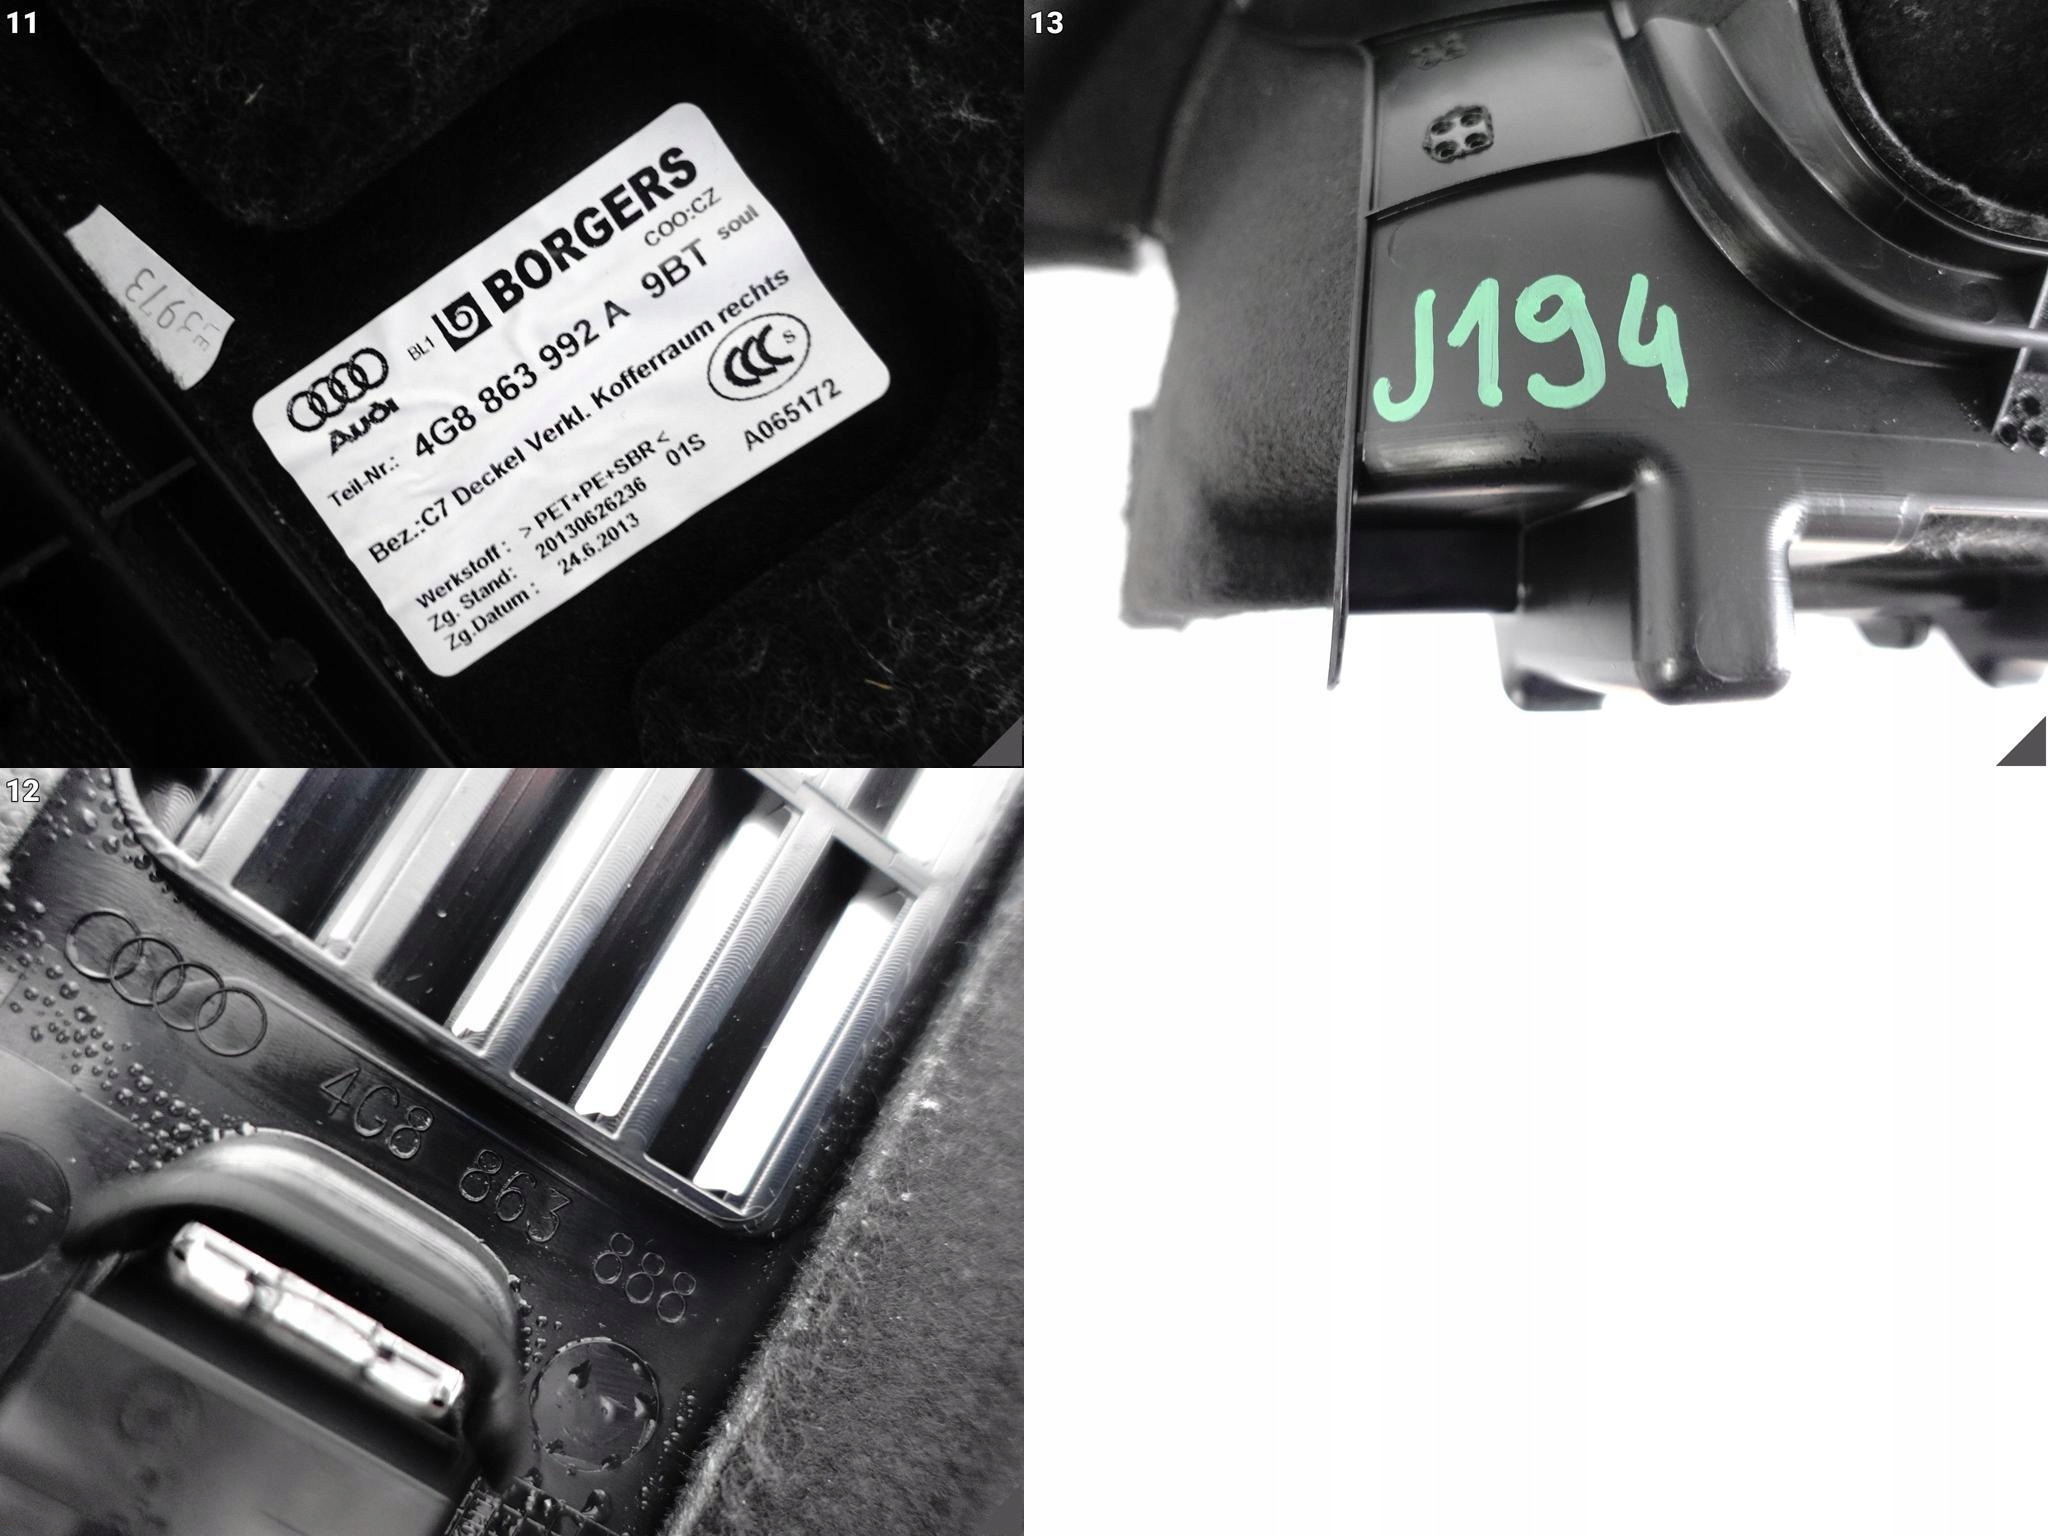 11
BL1 BORGERS
COO:CZ
AUDI
Teil-Nr.: 4G8 863 992 A 9BT soul
Bez.:C7 Deckel Verkl. Kofferraum rechts
CCC S
Werkstoff : > PET+PE+SBR <
Zg. Stand: 20130626236 01S A065172
Zg.Datum : 24.6.2013
13
J194
12
4G8 863 888